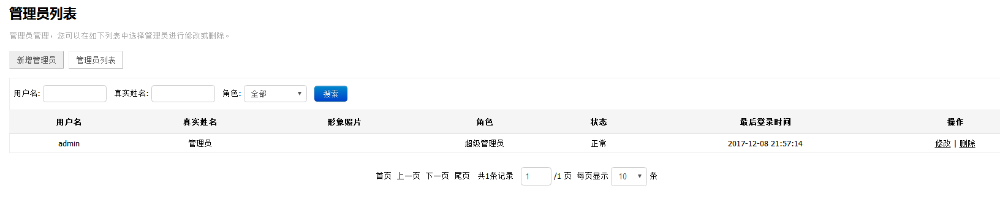 管理员列表
管理员管理，您可以在如下列表中选择管理员进行修改或删除。
新增管理员 管理员列表
用户名: 真实姓名: 角色: 全部 搜索
用户名 真实姓名 形象照片 角色 状态 最后登录时间 操作
admin 管理员 超级管理员 正常 2017-12-08 21:57:14 修改 | 删除
首页 上一页 下一页 尾页 共1条记录 1 /1 页 每页显示 10 条